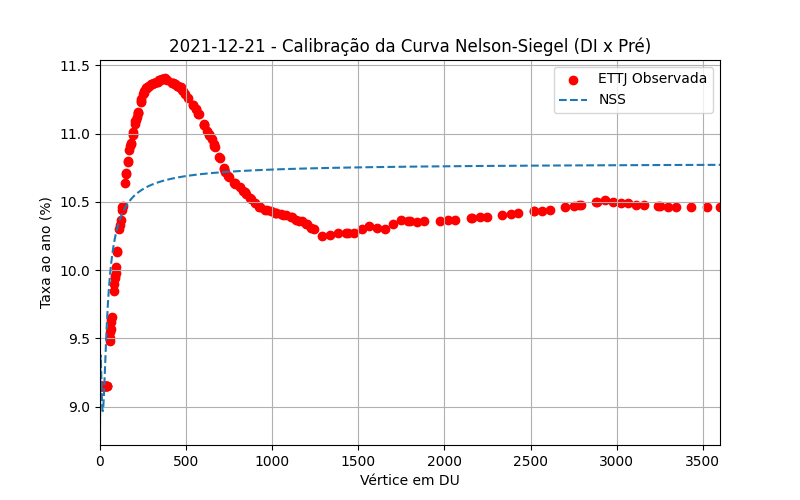 2021-12-21 - Calibração da Curva Nelson-Siegel (DI x Pré)
ETTJ Observada
NSS
Taxa ao ano (%)
11.5
11.0
10.5
10.0
9.5
9.0
0 500 1000 1500 2000 2500 3000 3500
Vértice em DU